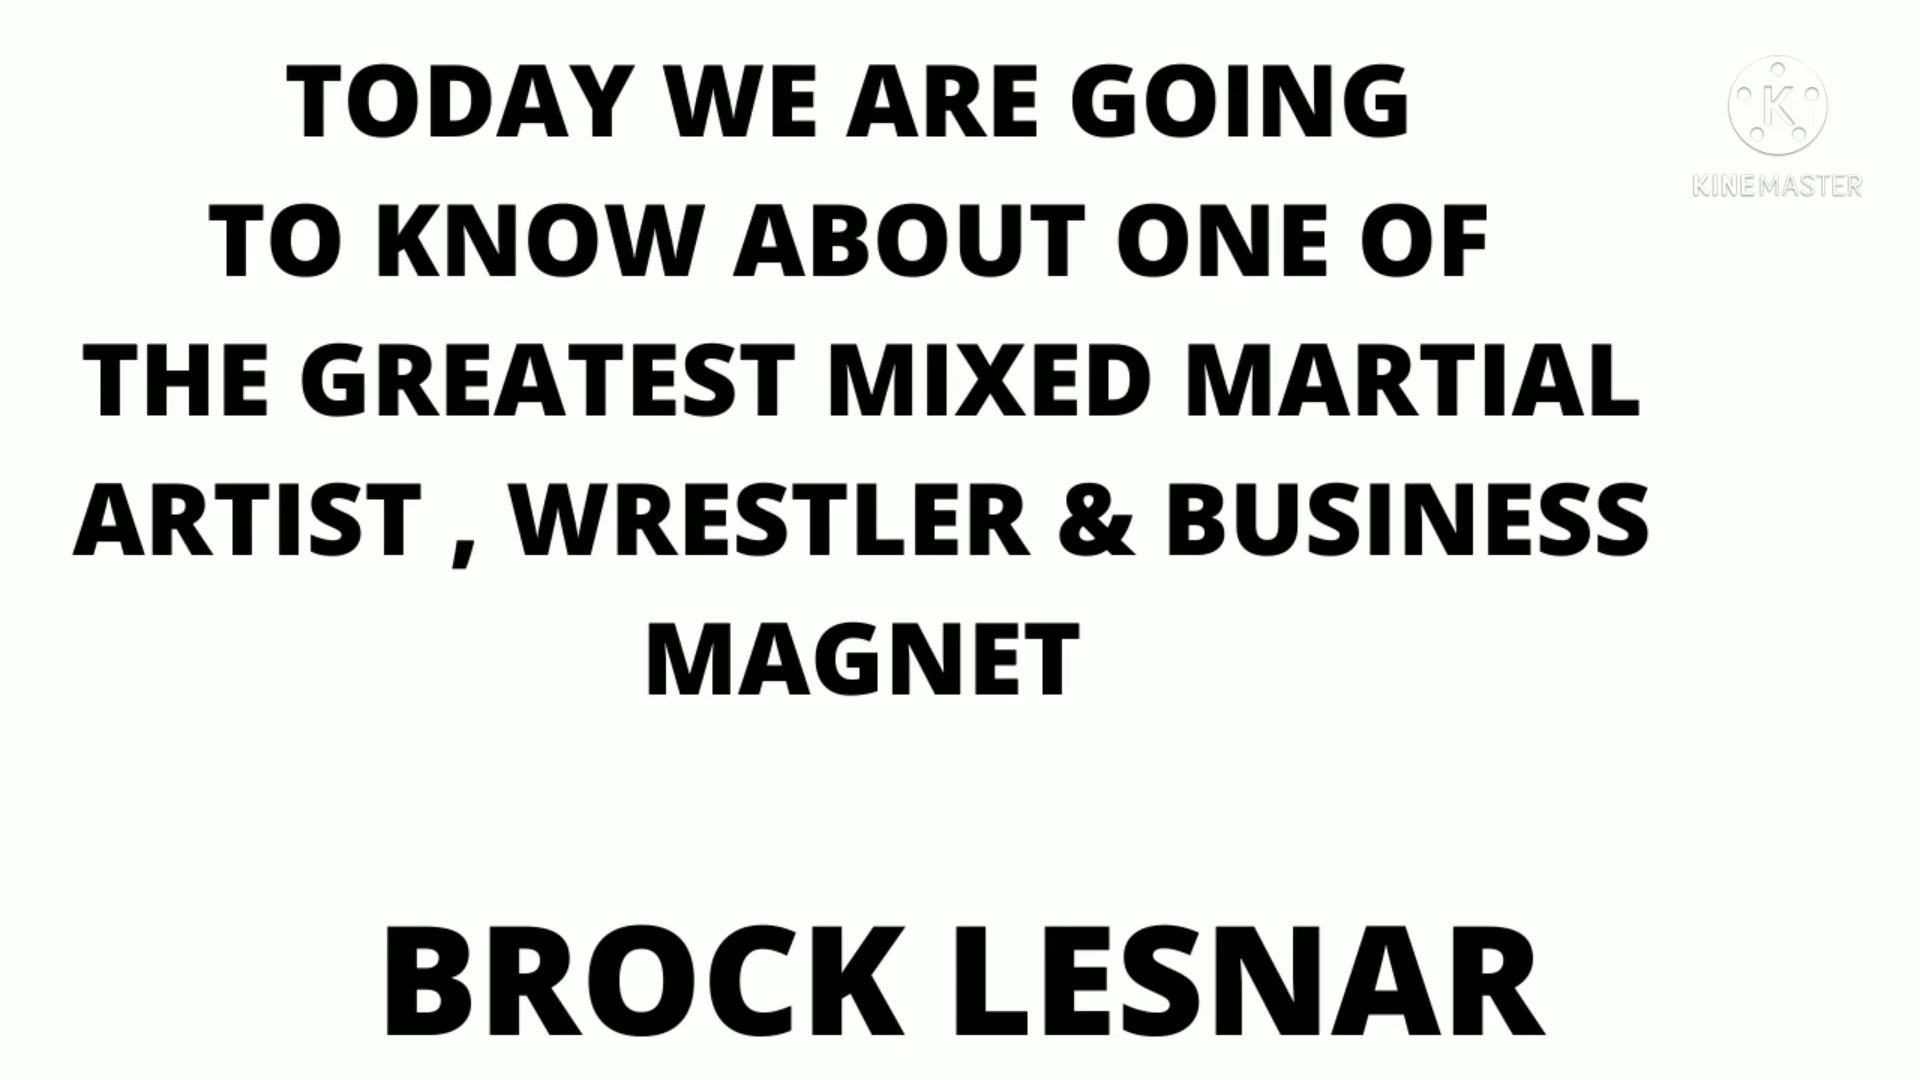 TODAY WE ARE GOING
TO KNOW ABOUT ONE OF
THE GREATEST MIXED MARTIAL
ARTIST , WRESTLER & BUSINESS
MAGNET
BROCK LESNAR
K
KINEMASTER